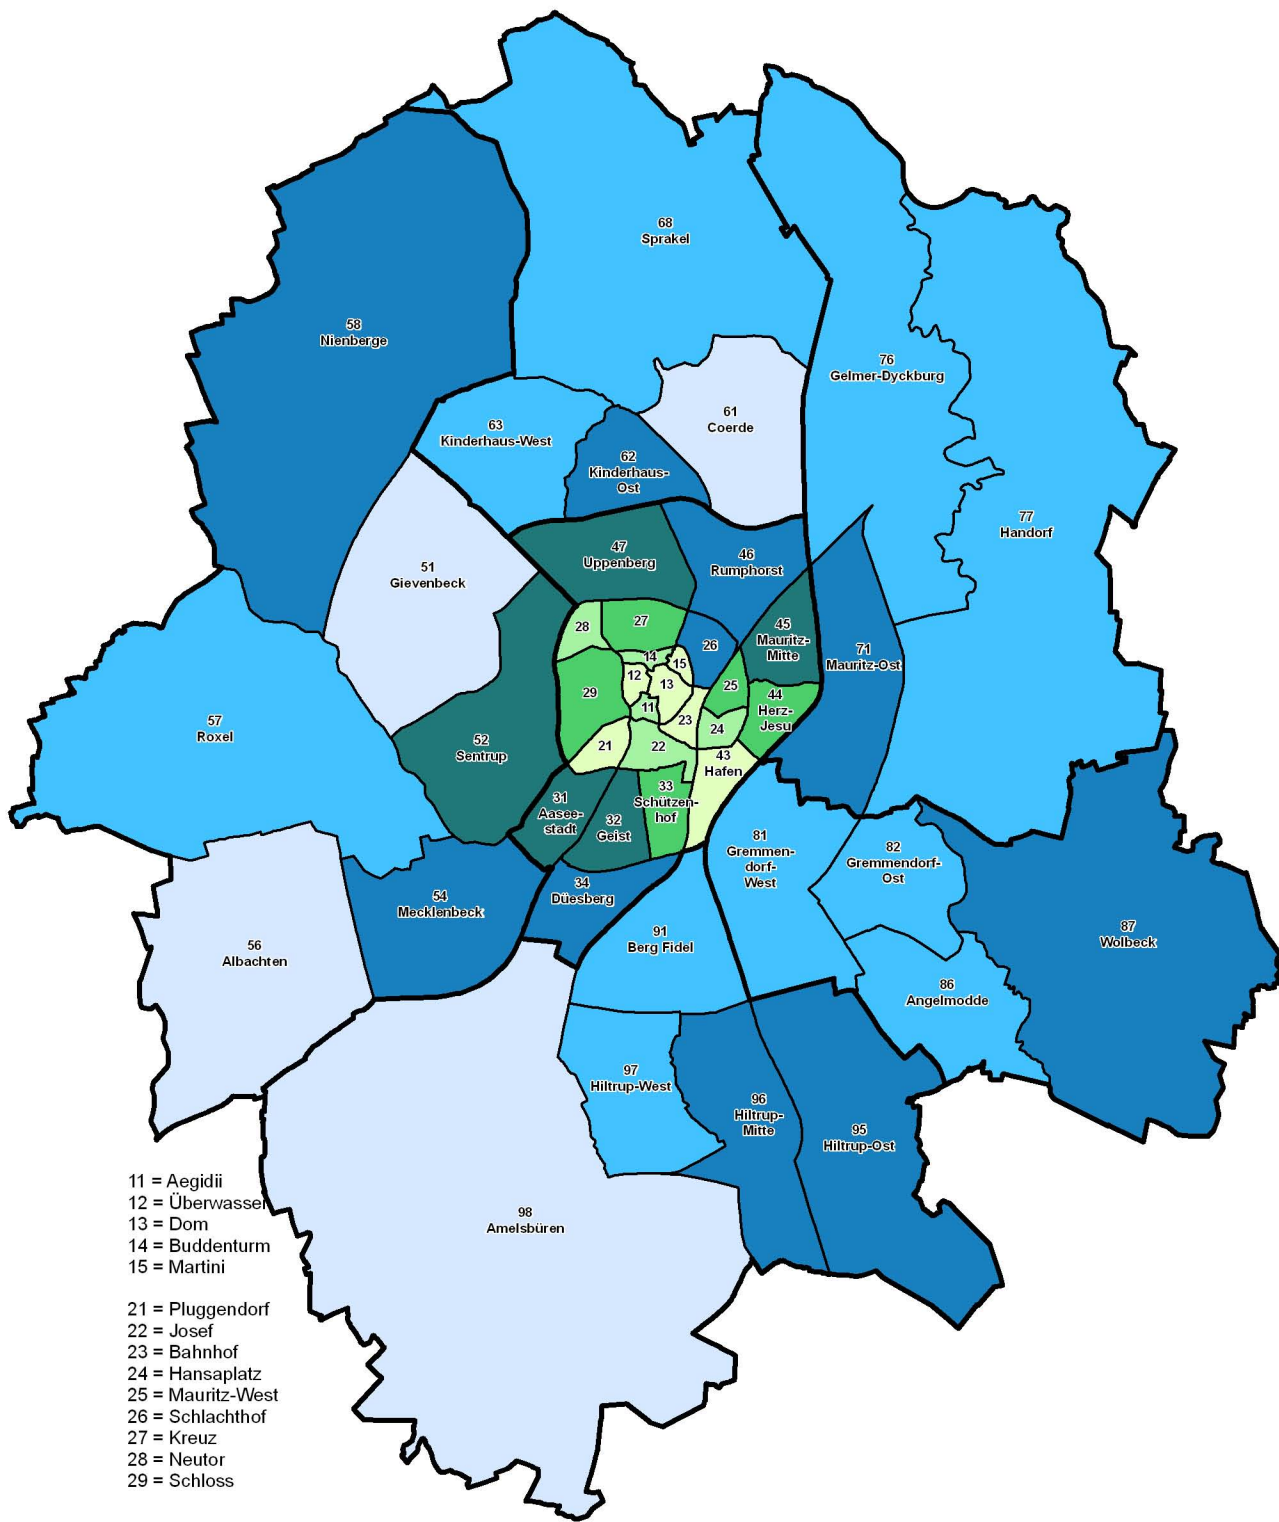 68
Sprakel
58
Nienberge
76
Gelmer-Dyckburg
61
Coerde
63
Kinderhaus-West
62
Kinderhaus-
Ost
77
Handorf
47
Uppenberg
46
Rumphorst
51
Gievenbeck
45
Mauritz-
Mitte
28
27
26
71
Mauritz-Ost
14
15
12
13
29
25
11
44
Herz-
Jesu
23
24
57
Roxel
52
Sentrup
21
22
43
Hafen
33
Schützen-
hof
31
Aasee-
stadt
32
Geist
81
Gremmen-
dorf-
West
82
Gremmendorf-
Ost
34
Düesberg
54
Mecklenbeck
91
Berg Fidel
87
Wolbeck
56
Albachten
86
Angelmodde
97
Hiltrup-West
96
Hiltrup-
Mitte
95
Hiltrup-Ost
98
Amelsbüren
11 = Aegidii
12 = Überwasser
13 = Dom
14 = Buddenturm
15 = Martini
21 = Pluggendorf
22 = Josef
23 = Bahnhof
24 = Hansaplatz
25 = Mauritz-West
26 = Schlachthof
27 = Kreuz
28 = Neutor
29 = Schloss